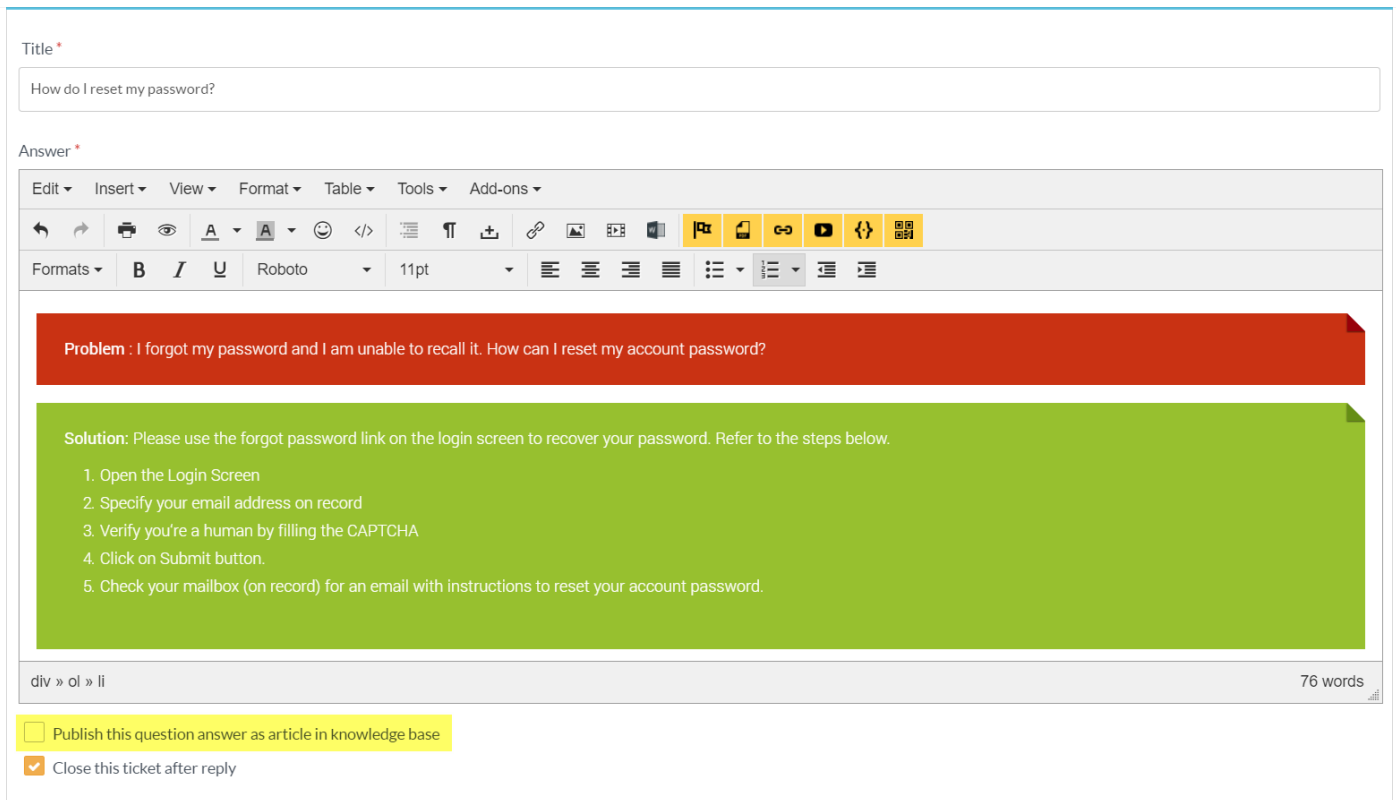 Title *
How do I reset my password?
Answer *
Edit Insert View Format Table Tools Add-ons
Formats B I U Roboto 11pt
Problem : I forgot my password and I am unable to recall it. How can I reset my account password?
Solution: Please use the forgot password link on the login screen to recover your password. Refer to the steps below.
1. Open the Login Screen
2. Specify your email address on record
3. Verify you're a human by filling the CAPTCHA
4. Click on Submit button.
5. Check your mailbox (on record) for an email with instructions to reset your account password.
div » ol » li 76 words
Publish this question answer as article in knowledge base
Close this ticket after reply